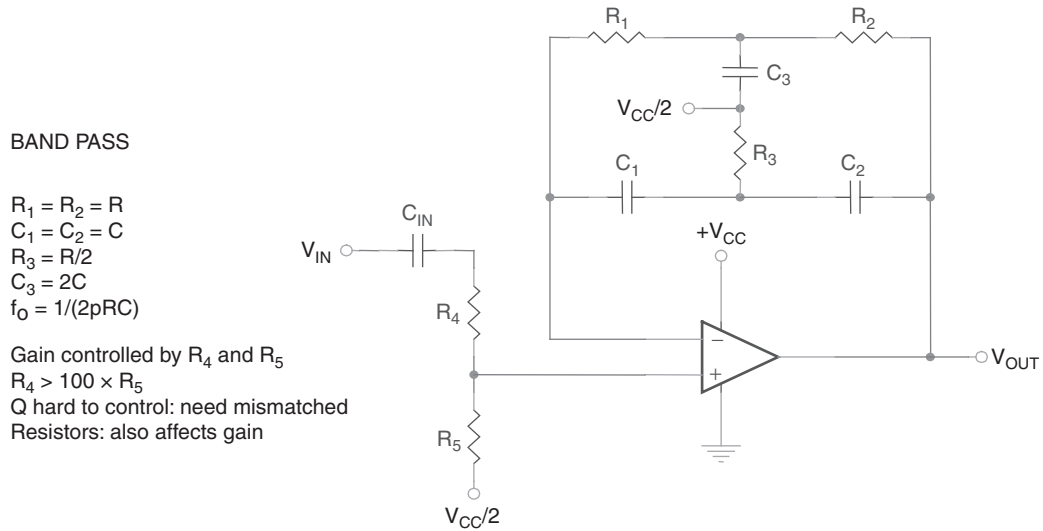 BAND PASS
R1 = R2 = R
C1 = C2 = C
R3 = R/2
C3 = 2C
fO = 1/(2pRC)
Gain controlled by R4 and R5
R4 > 100 × R5
Q hard to control: need mismatched
Resistors: also affects gain
R1
R2
C3
VCC/2
R3
C1
C2
CIN
VIN
+VCC
R4
−
+
VOUT
R5
VCC/2